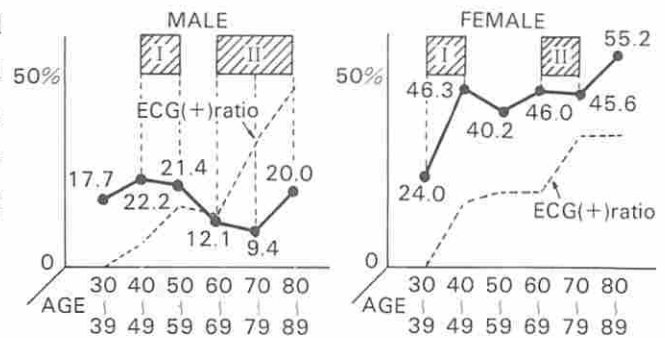 MALE
I
II
50%
ECG(+)ratio
17.7
22.2
21.4
12.1
9.4
20.0
0
30 40 50 60 70 80
AGE
39 49 59 69 79 89
FEMALE
I
II
50%
55.2
46.3
40.2
46.0
45.6
24.0
ECG(+)ratio
0
30 40 50 60 70 80
AGE
39 49 59 69 79 89